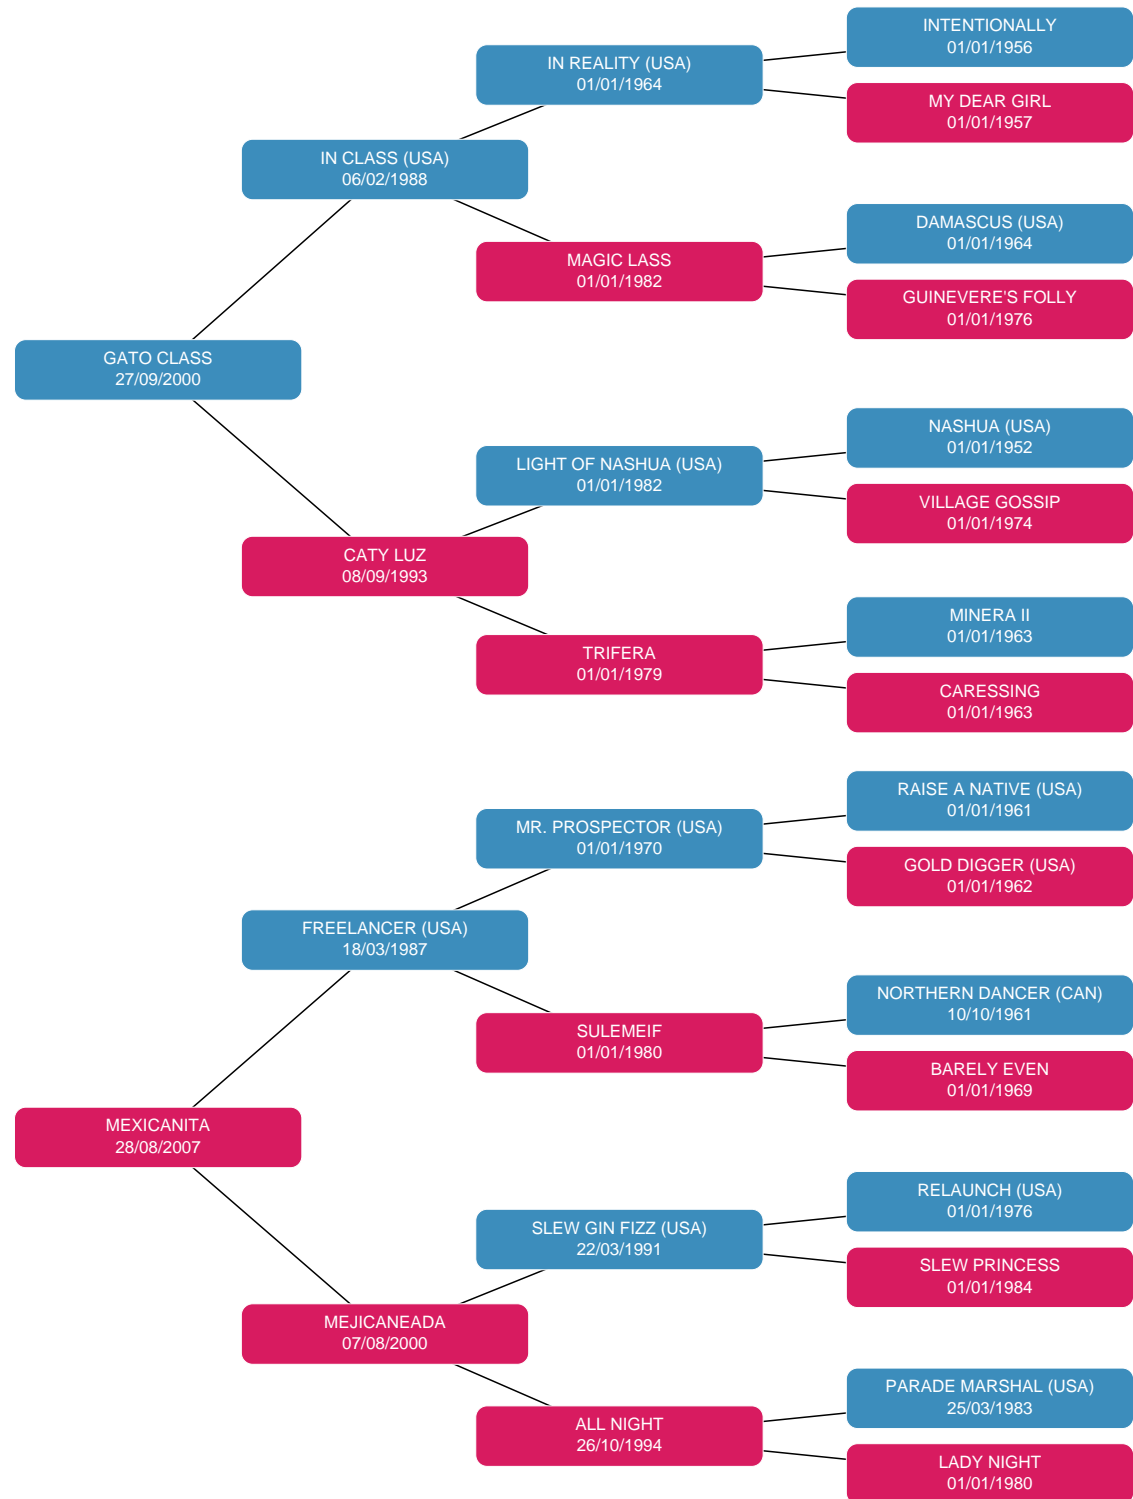 INTENTIONALLY
01/01/1956
IN REALITY (USA)
01/01/1964
MY DEAR GIRL
01/01/1957
IN CLASS (USA)
06/02/1988
DAMASCUS (USA)
01/01/1964
MAGIC LASS
01/01/1982
GUINEVERE'S FOLLY
01/01/1976
GATO CLASS
27/09/2000
NASHUA (USA)
01/01/1952
LIGHT OF NASHUA (USA)
01/01/1982
VILLAGE GOSSIP
01/01/1974
CATY LUZ
08/09/1993
MINERA II
01/01/1963
TRIFERA
01/01/1979
CARESSING
01/01/1963
RAISE A NATIVE (USA)
01/01/1961
MR. PROSPECTOR (USA)
01/01/1970
GOLD DIGGER (USA)
01/01/1962
FREELANCER (USA)
18/03/1987
NORTHERN DANCER (CAN)
10/10/1961
SULEMEIF
01/01/1980
BARELY EVEN
01/01/1969
MEXICANITA
28/08/2007
RELAUNCH (USA)
01/01/1976
SLEW GIN FIZZ (USA)
22/03/1991
SLEW PRINCESS
01/01/1984
MEJICANEADA
07/08/2000
PARADE MARSHAL (USA)
25/03/1983
ALL NIGHT
26/10/1994
LADY NIGHT
01/01/1980